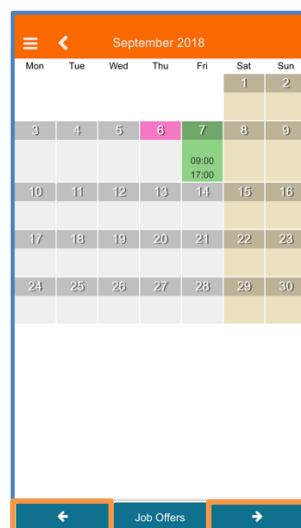 September 2018
Mon Tue Wed Thu Fri Sat Sun
1 2
3 4 5 6 7 8 9
09:00
17:00
10 11 12 13 14 15 16
17 18 19 20 21 22 23
24 25 26 27 28 29 30
Job Offers